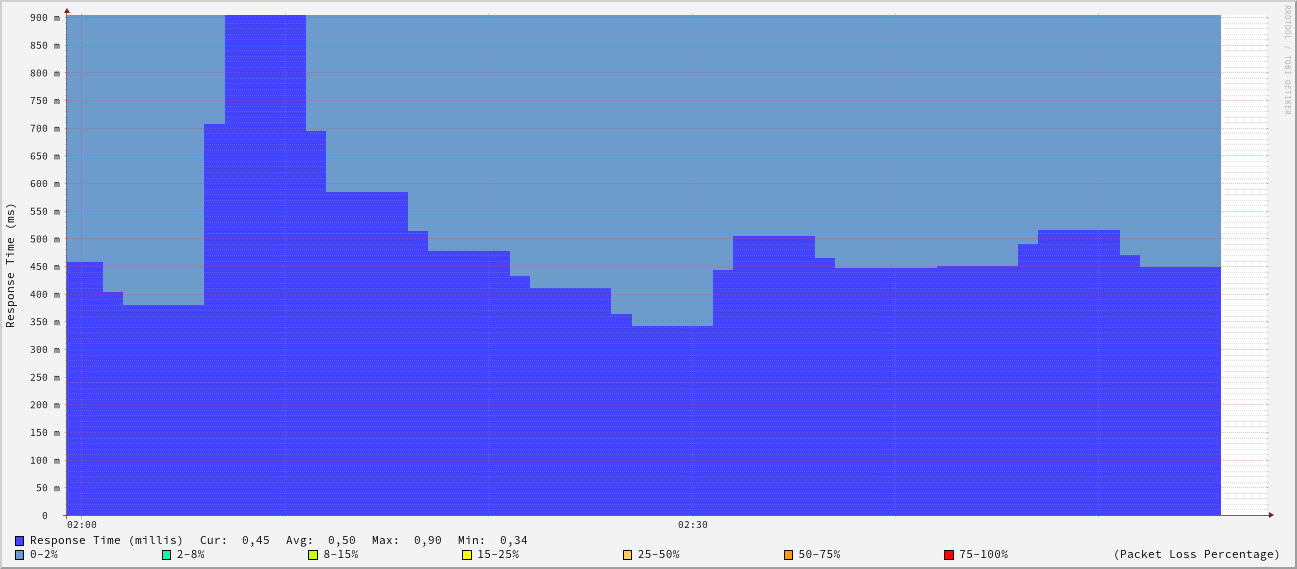 900 m
850 m
800 m
750 m
700 m
650 m
600 m
550 m
500 m
450 m
400 m
350 m
300 m
250 m
200 m
150 m
100 m
50 m
0
Response Time (ms)
RRDTOOL / TOBI OETIKER
02:00 02:30
Response Time (millis) Cur: 0,45 Avg: 0,50 Max: 0,90 Min: 0,34
0-2% 2-8% 8-15% 15-25% 25-50% 50-75% 75-100% (Packet Loss Percentage)